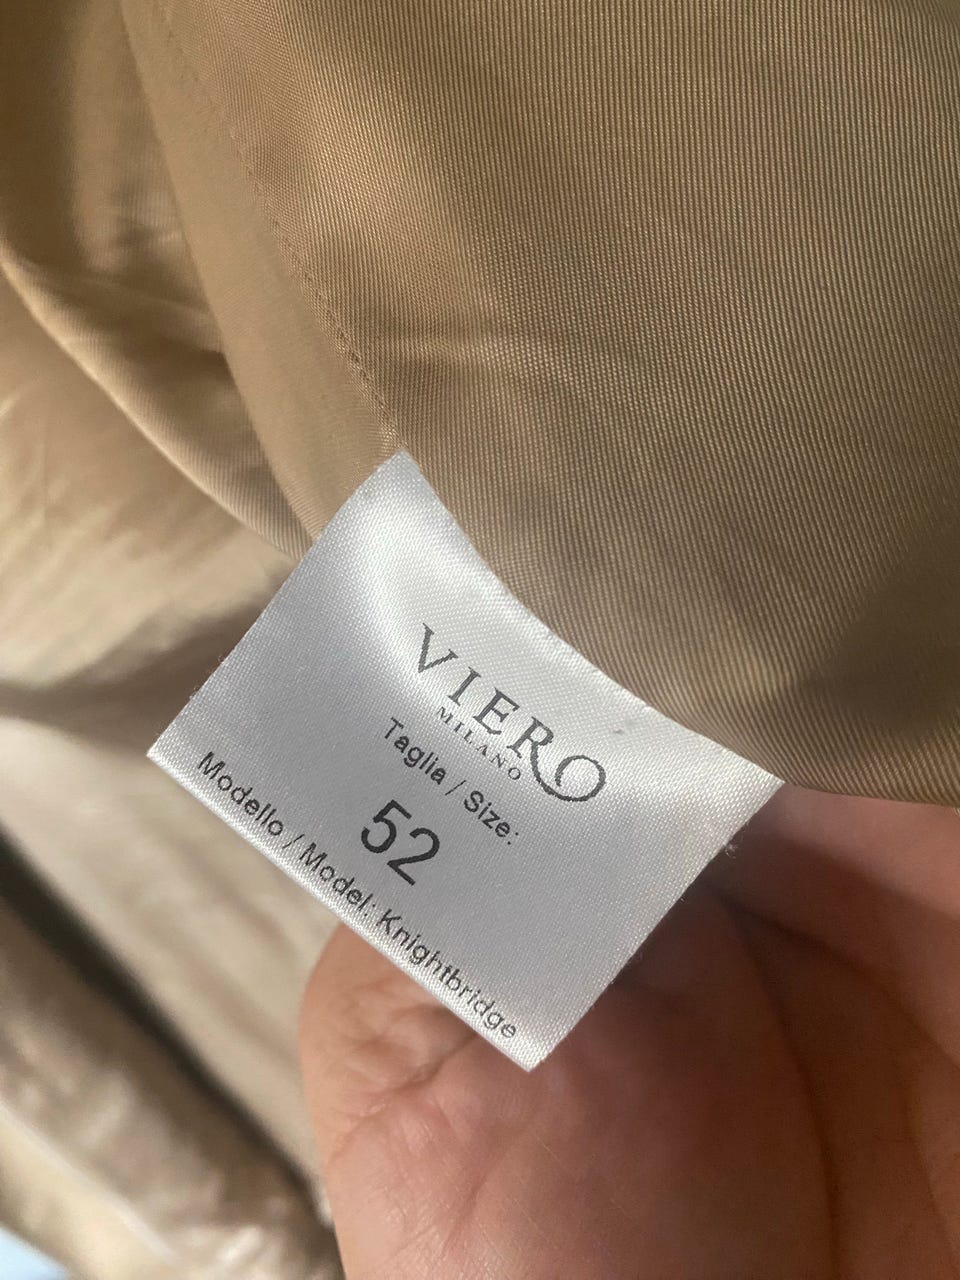 VIERO
MILANO
Taglia / Size:
52
Modello / Model: Knightbridge